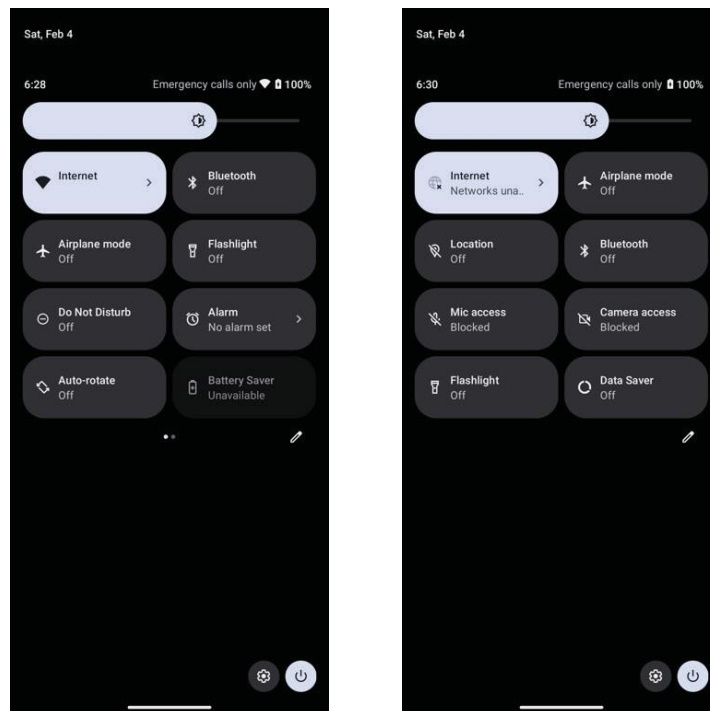 Sat, Feb 4
6:28 Emergency calls only 100%
Internet
Bluetooth
Off
Airplane mode
Off
Flashlight
Off
Do Not Disturb
Off
Alarm
No alarm set
Auto-rotate
Off
Battery Saver
Unavailable
Sat, Feb 4
6:30 Emergency calls only 100%
Internet
Networks una..
Airplane mode
Off
Location
Off
Bluetooth
Off
Mic access
Blocked
Camera access
Blocked
Flashlight
Off
Data Saver
Off